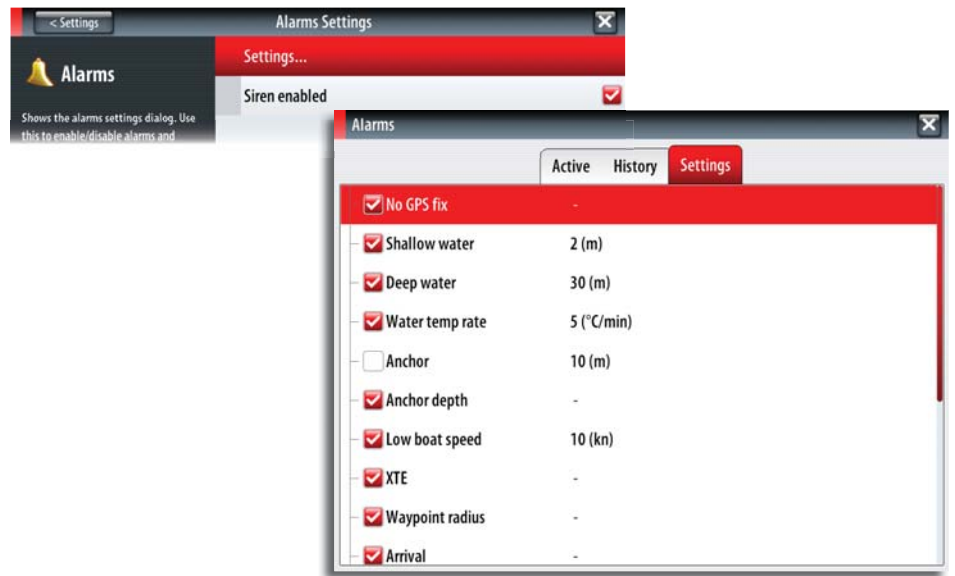 < Settings
Alarms Settings
Alarms
Settings...
Siren enabled
Shows the alarms settings dialog. Use
this to enable/disable alarms and
Alarms
Active History Settings
No GPS fix -
Shallow water 2 (m)
Deep water 30 (m)
Water temp rate 5 (°C/min)
Anchor 10 (m)
Anchor depth -
Low boat speed 10 (kn)
XTE -
Waypoint radius -
Arrival -